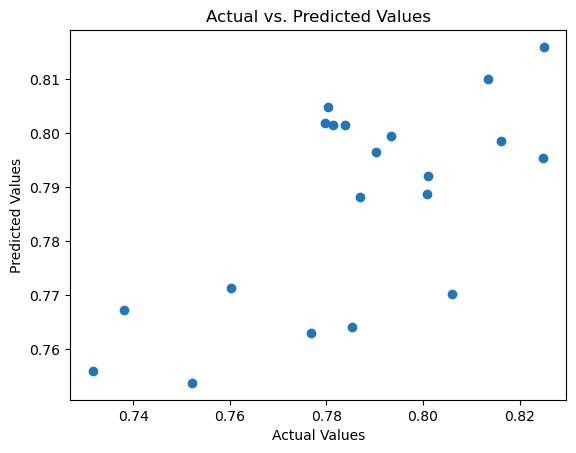 Actual vs. Predicted Values
0.81
0.80
0.79
0.78
0.77
0.76
Predicted Values
0.74 0.76 0.78 0.80 0.82
Actual Values